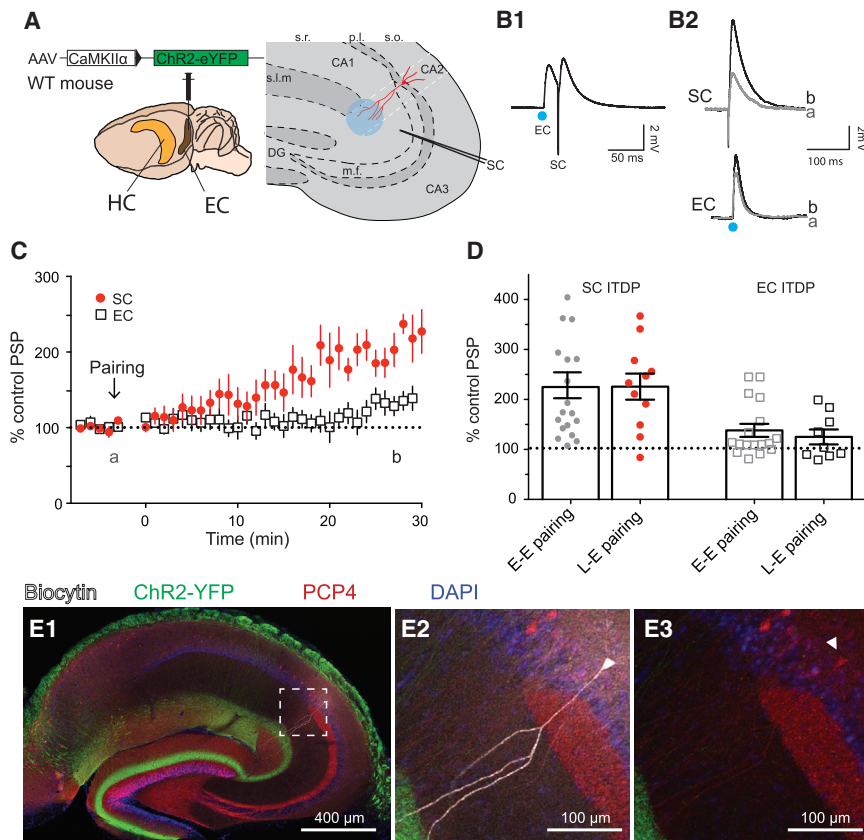 A
AAV CaMKIIα ChR2-eYFP
WT mouse
HC EC
s.r. p.l. s.o.
CA1 CA2
s.l.m
DG
m.f.
SC
CA3
B1
EC
SC
2 mV
50 ms
B2
SC
b
a
2mV
100 ms
EC
b
a
C
300
200
100
0
% control PSP
SC
EC
Pairing
a
b
0 10 20 30
Time (min)
D
SC ITDP EC ITDP
400
300
200
100
0
% control PSP
E-E pairing
L-E pairing
E-E pairing
L-E pairing
Biocytin ChR2-YFP PCP4 DAPI
E1
400 µm
E2
100 µm
E3
100 µm